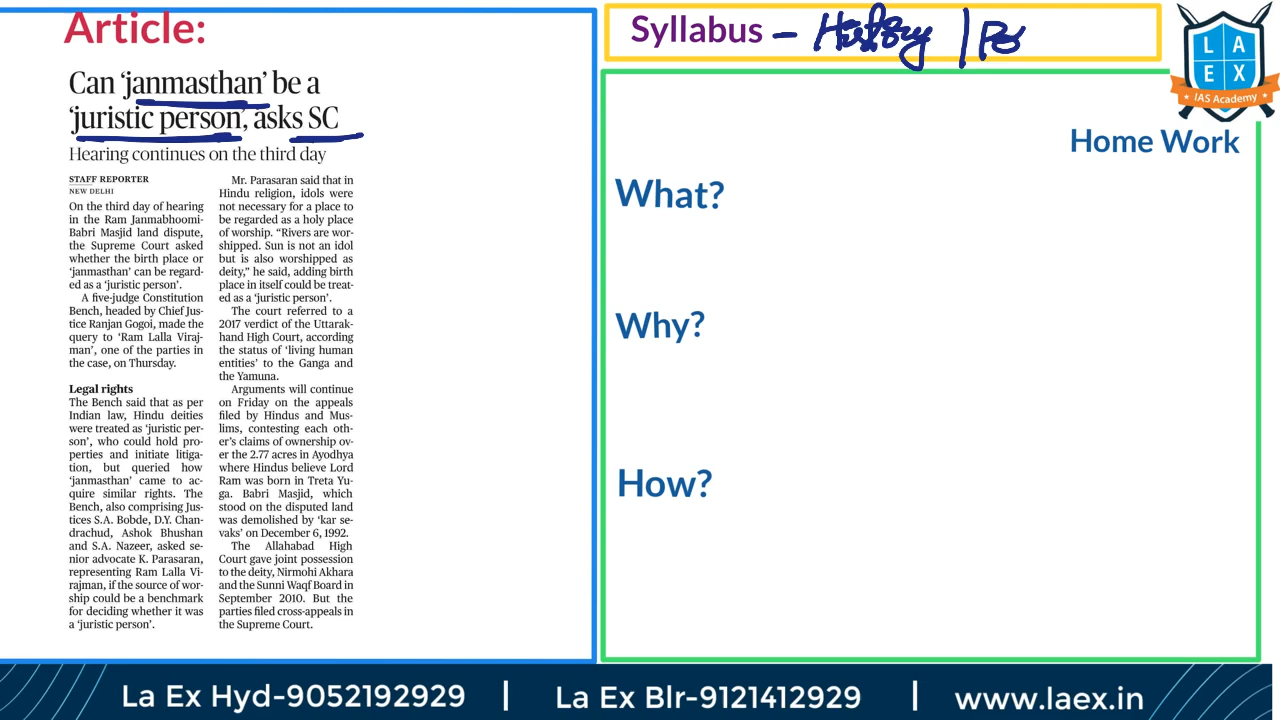 Article:
Can ‘janmasthan’ be a
‘juristic person’, asks SC
Hearing continues on the third day
STAFF REPORTER
NEW DELHI
On the third day of hearing
in the Ram Janmabhoomi-
Babri Masjid land dispute,
the Supreme Court asked
whether the birth place or
‘janmasthan’ can be regard-
ed as a ‘juristic person’.
A five-judge Constitution
Bench, headed by Chief Jus-
tice Ranjan Gogoi, made the
query to ‘Ram Lalla Viraj-
man’, one of the parties in
the case, on Thursday.
Legal rights
The Bench said that as per
Indian law, Hindu deities
were treated as ‘juristic per-
son’, who could hold pro-
perties and initiate litiga-
tion, but queried how
‘janmasthan’ came to ac-
quire similar rights. The
Bench, also comprising Jus-
tices S.A. Bobde, D.Y. Chan-
drachud, Ashok Bhushan
and S.A. Nazeer, asked se-
nior advocate K. Parasaran,
representing Ram Lalla Vi-
rajman, if the source of wor-
ship could be a benchmark
for deciding whether it was
a ‘juristic person’.
Mr. Parasaran said that in
Hindu religion, idols were
not necessary for a place to
be regarded as a holy place
of worship. “Rivers are wor-
shipped. Sun is not an idol
but is also worshipped as
deity,” he said, adding birth
place in itself could be treat-
ed as a ‘juristic person’.
The court referred to a
2017 verdict of the Uttarak-
hand High Court, according
the status of ‘living human
entities’ to the Ganga and
the Yamuna.
Arguments will continue
on Friday on the appeals
filed by Hindus and Mus-
lims, contesting each oth-
er’s claims of ownership ov-
er the 2.77 acres in Ayodhya
where Hindus believe Lord
Ram was born in Treta Yu-
ga. Babri Masjid, which
stood on the disputed land
was demolished by ‘kar se-
vaks’ on December 6, 1992.
The Allahabad High
Court gave joint possession
to the deity, Nirmohi Akhara
and the Sunni Waqf Board in
September 2010. But the
parties filed cross-appeals in
the Supreme Court.
Syllabus - History |
L A
E X
IAS Academy
Home Work
What?
Why?
How?
La Ex Hyd-9052192929 | La Ex Blr-9121412929 | www.laex.in